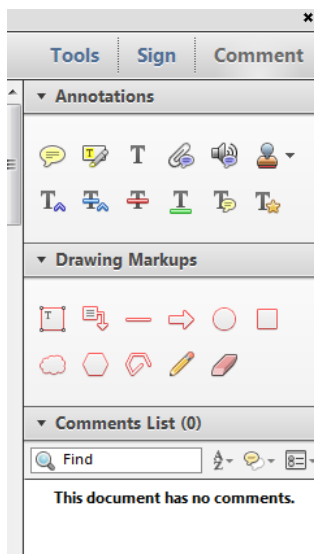 Tools Sign Comment
Annotations
Drawing Markups
Comments List (0)
Find
This document has no comments.